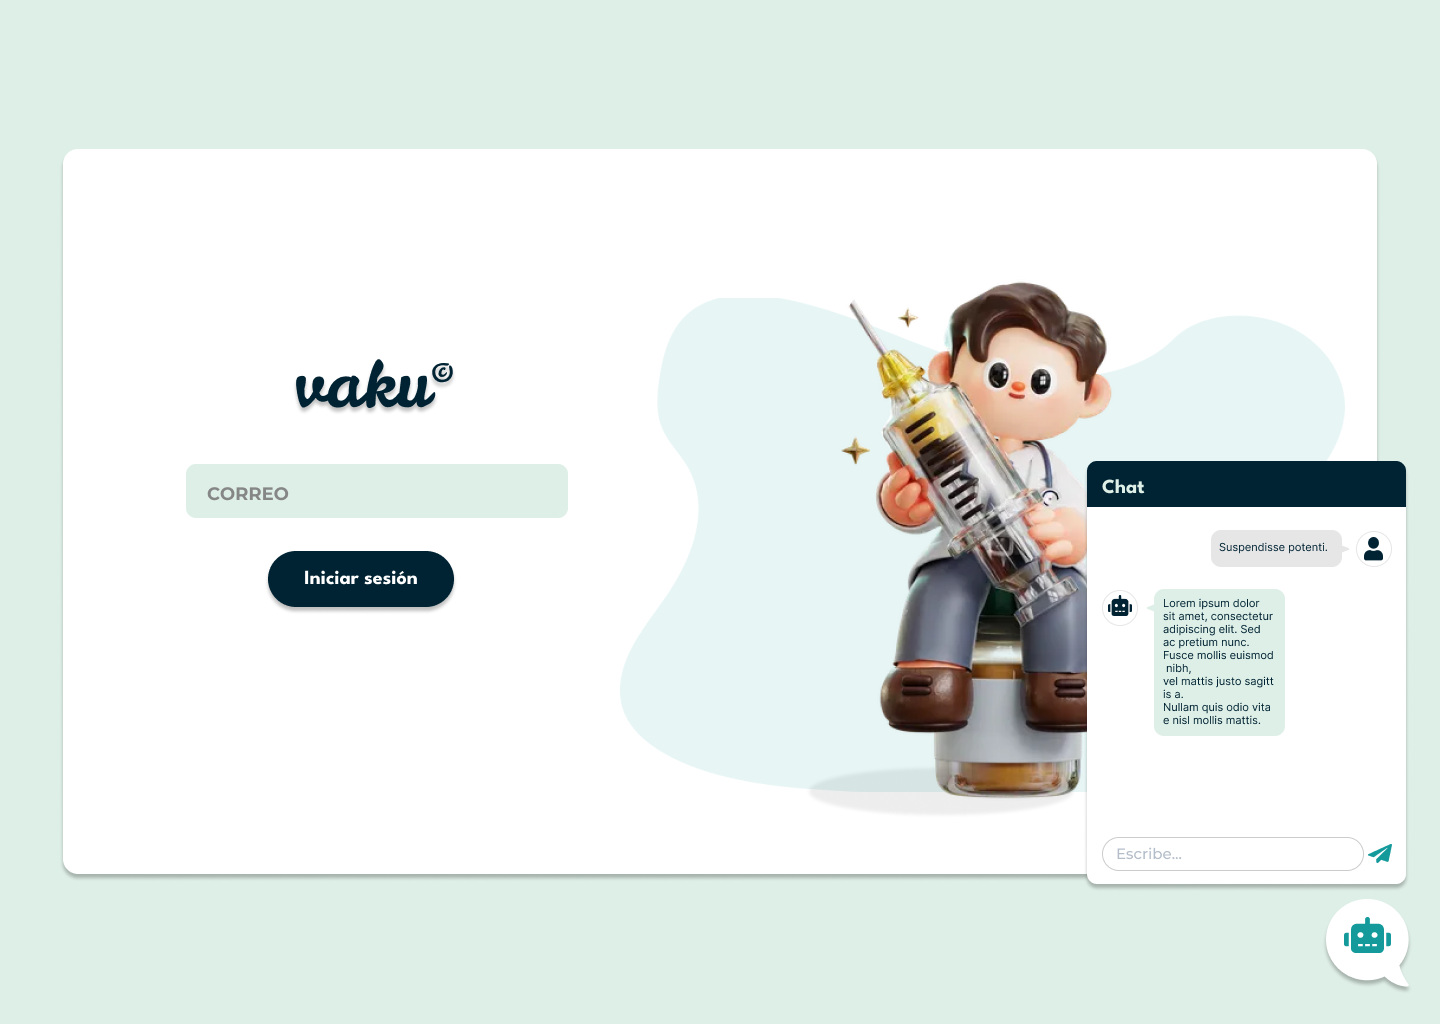 vaku©
CORREO
Iniciar sesión
Chat
Suspendisse potenti.
Lorem ipsum dolor
sit amet, consectetur
adipiscing elit. Sed
ac pretium nunc.
Fusce mollis euismod
nibh,
vel mattis justo sagitt
is a.
Nullam quis odio vita
e nisl mollis mattis.
Escribe...